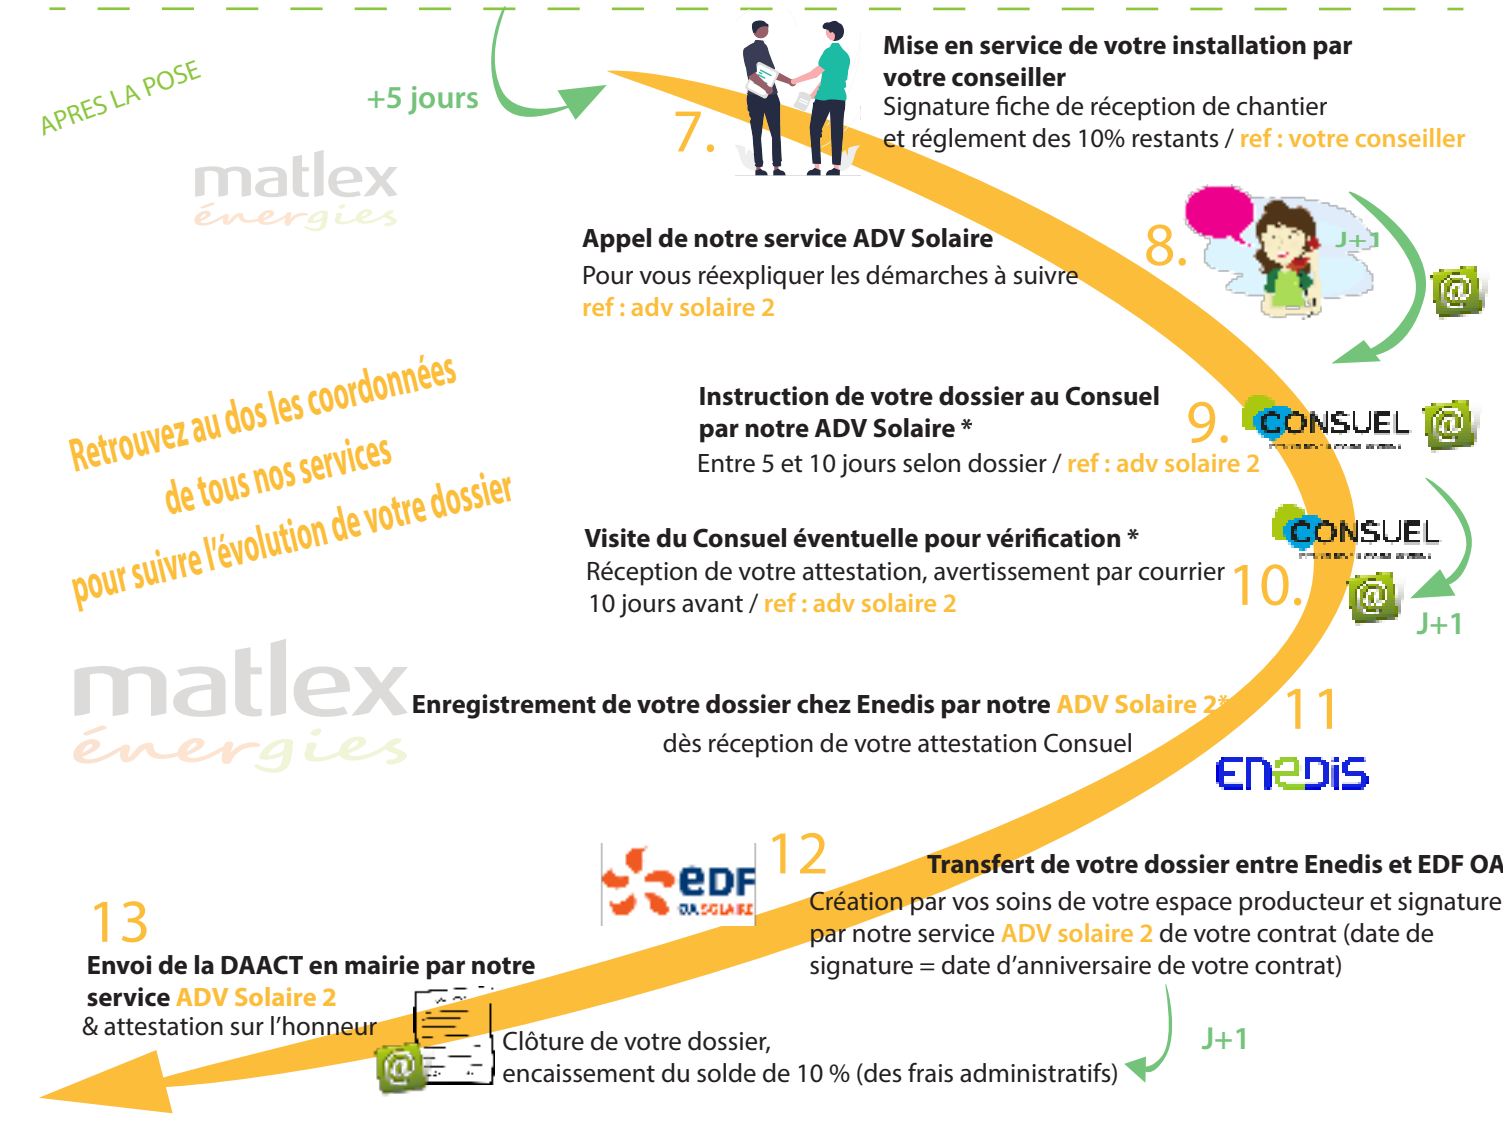 APRES LA POSE
+5 jours
matlex
énergies
7.
Mise en service de votre installation par
votre conseiller
Signature fiche de réception de chantier
et réglement des 10% restants / ref : votre conseiller
8.
J+1
Appel de notre service ADV Solaire
Pour vous réexpliquer les démarches à suivre
ref : adv solaire 2
@
Retrouvez au dos les coordonnées
de tous nos services
pour suivre l'évolution de votre dossier
9.
Instruction de votre dossier au Consuel
par notre ADV Solaire *
Entre 5 et 10 jours selon dossier / ref : adv solaire 2
CONSUEL
@
Visite du Consuel éventuelle pour vérification *
Réception de votre attestation, avertissement par courrier
10 jours avant / ref : adv solaire 2
10.
CONSUEL
@
J+1
matlex
énergies
Enregistrement de votre dossier chez Enedis par notre ADV Solaire 2*
dès réception de votre attestation Consuel
11
ENEDIS
12
EDF
OA SOLAIRE
Transfert de votre dossier entre Enedis et EDF OA
Création par vos soins de votre espace producteur et signature
par notre service ADV solaire 2 de votre contrat (date de
signature = date d'anniversaire de votre contrat)
J+1
13
Envoi de la DAACT en mairie par notre
service ADV Solaire 2
& attestation sur l'honneur
@
Clôture de votre dossier,
encaissement du solde de 10 % (des frais administratifs)